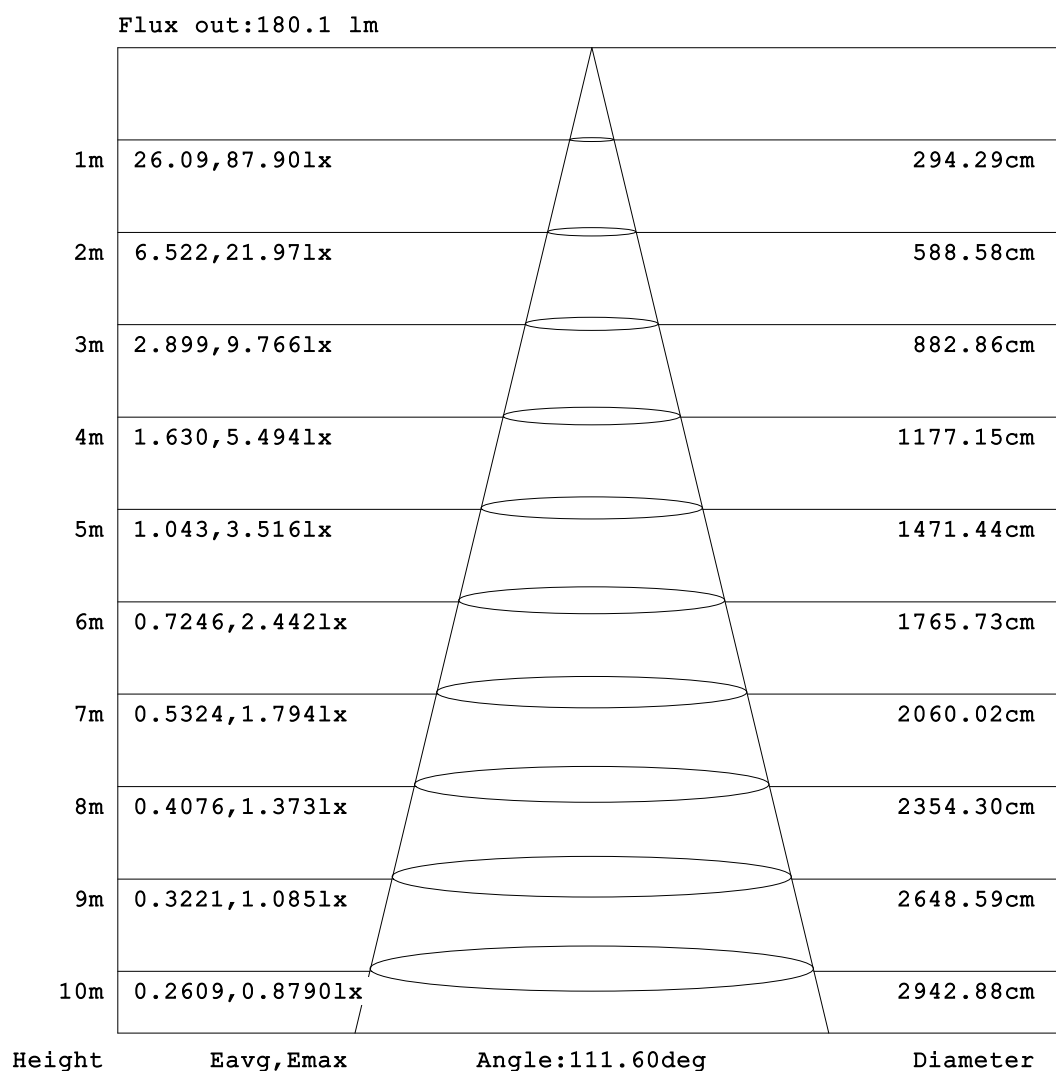 Flux out:180.1 lm
1m 26.09,87.90lx 294.29cm
2m 6.522,21.97lx 588.58cm
3m 2.899,9.766lx 882.86cm
4m 1.630,5.494lx 1177.15cm
5m 1.043,3.516lx 1471.44cm
6m 0.7246,2.442lx 1765.73cm
7m 0.5324,1.794lx 2060.02cm
8m 0.4076,1.373lx 2354.30cm
9m 0.3221,1.085lx 2648.59cm
10m 0.2609,0.8790lx 2942.88cm
Height Eavg,Emax Angle:111.60deg Diameter